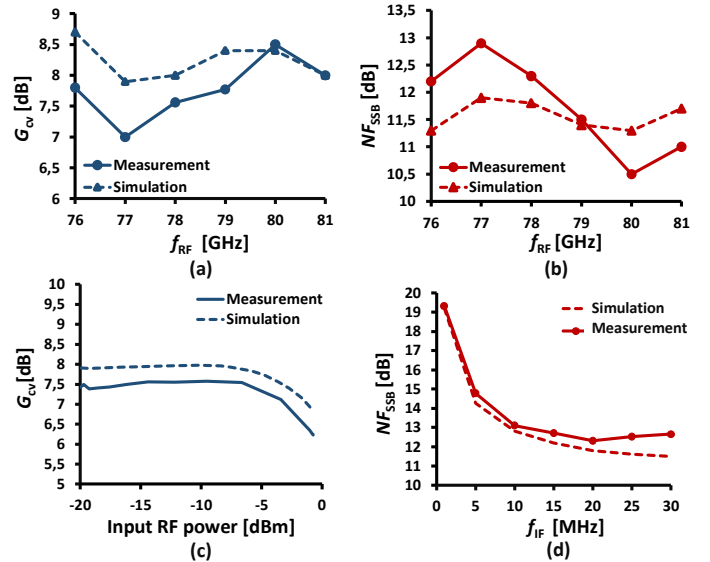 9
8,5
8
7,5
7
6,5
6
G_cv [dB]
Measurement
Simulation
76 77 78 79 80 81
f_RF [GHz]
(a)
13,5
13
12,5
12
11,5
11
10,5
10
NF_SSB [dB]
Measurement
Simulation
76 77 78 79 80 81
f_RF [GHz]
(b)
10
9,5
9
8,5
8
7,5
7
6,5
6
5,5
5
G_cv[dB]
Measurement
Simulation
-20 -15 -10 -5 0
Input RF power [dBm]
(c)
20
19
18
17
16
15
14
13
12
11
NF_SSB [dB]
Simulation
Measurement
0 5 10 15 20 25 30
f_IF [MHz]
(d)